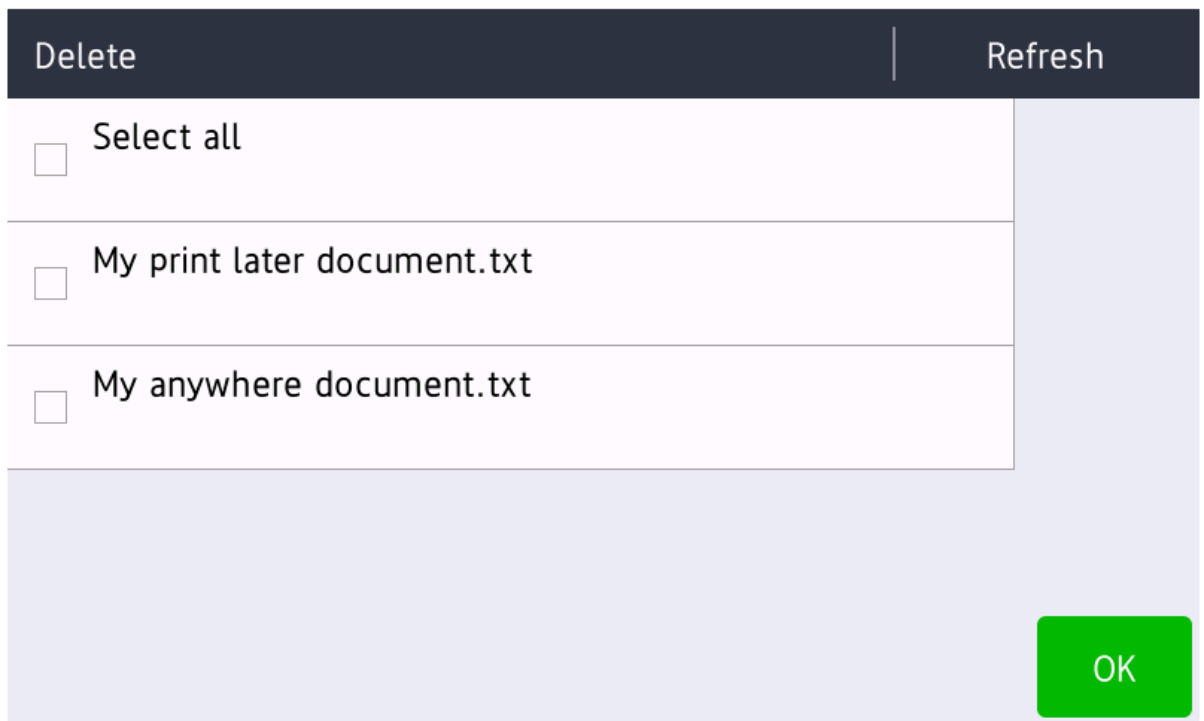 Delete
Refresh
Select all
My print later document.txt
My anywhere document.txt
OK